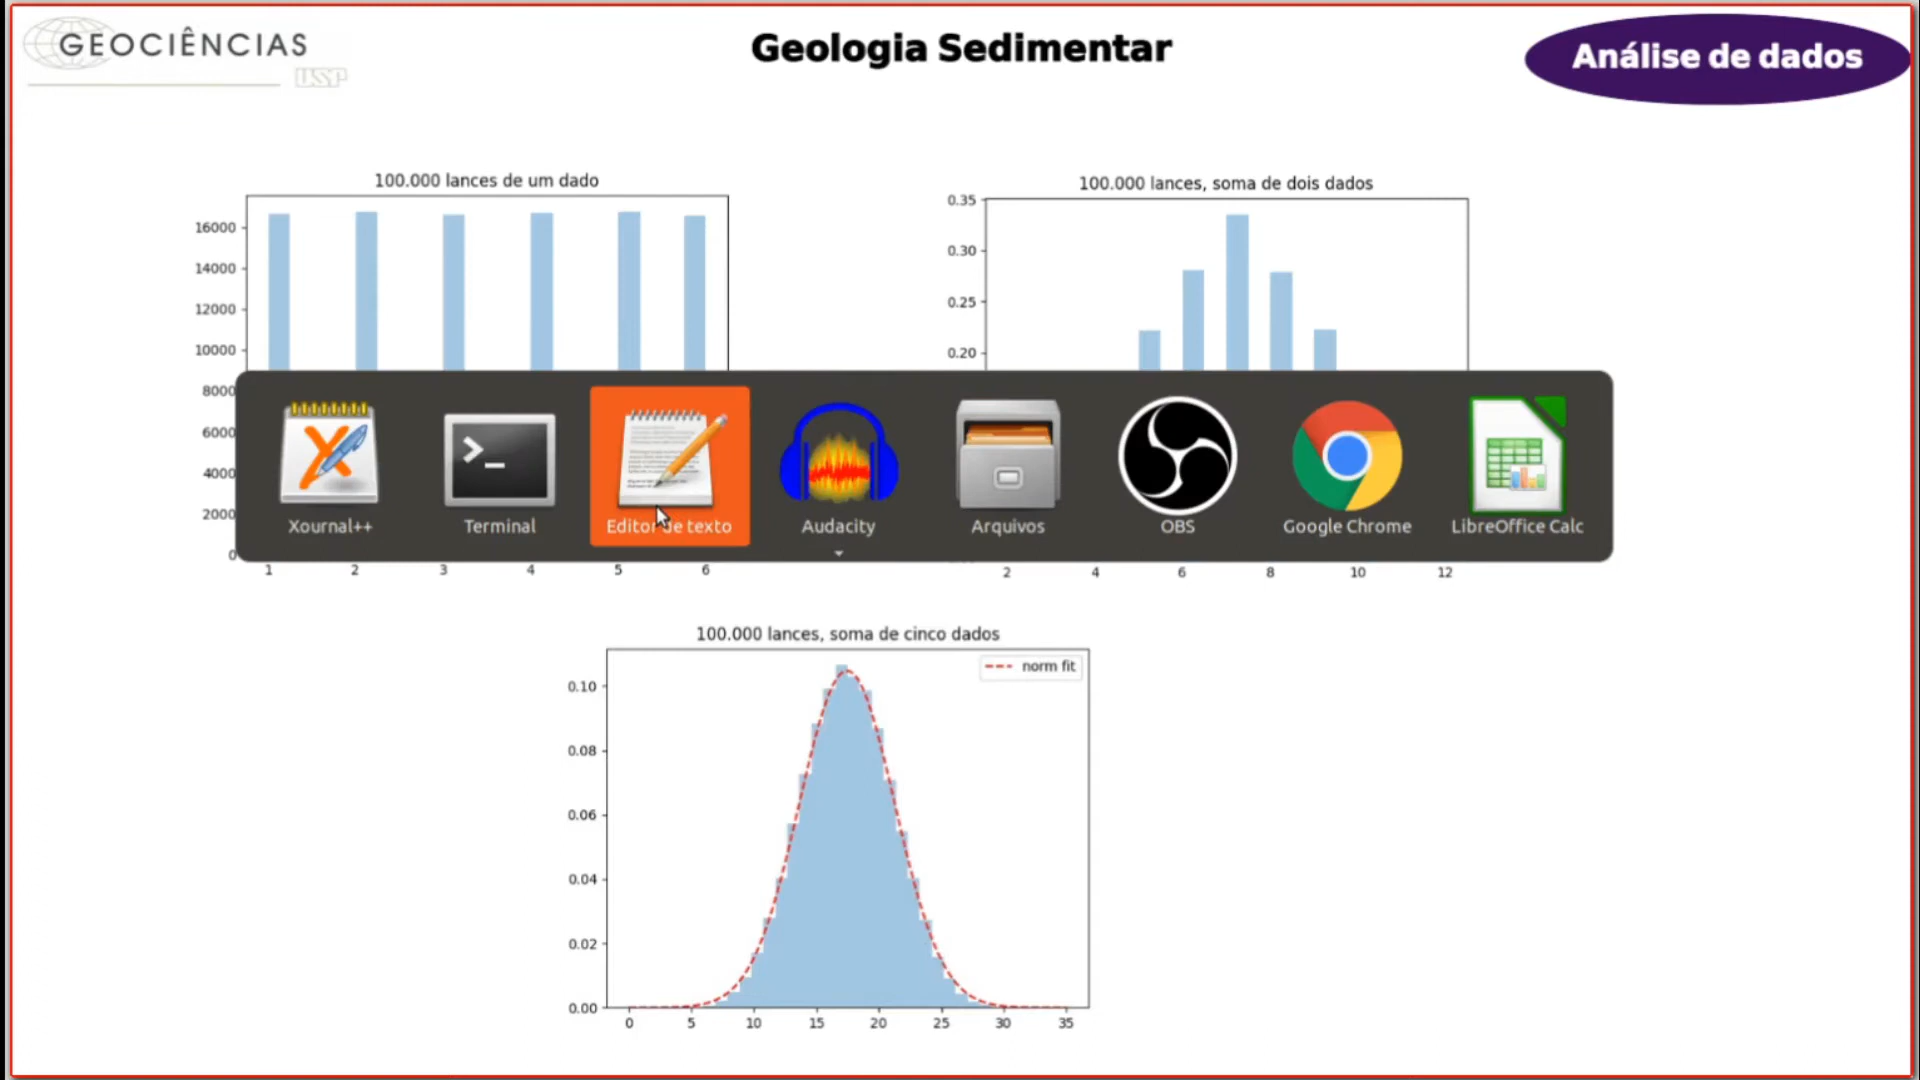 GEOCIÊNCIAS
USP
Geologia Sedimentar
Análise de dados
100.000 lances de um dado
16000
14000
12000
10000
8000
6000
4000
2000
0
1 2 3 4 5 6
100.000 lances, soma de dois dados
0.35
0.30
0.25
0.20
2 4 6 8 10 12
Xournal++
Terminal
Editor de texto
Audacity
Arquivos
OBS
Google Chrome
LibreOffice Calc
100.000 lances, soma de cinco dados
norm fit
0.10
0.08
0.06
0.04
0.02
0.00
0 5 10 15 20 25 30 35